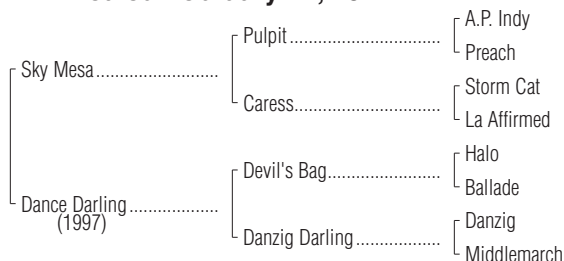 A.P. Indy
Pulpit
Preach
Sky Mesa
Storm Cat
Caress
La Affirmed
Halo
Devil's Bag
Ballade
Dance Darling
(1997)
Danzig
Danzig Darling
Middlemarch